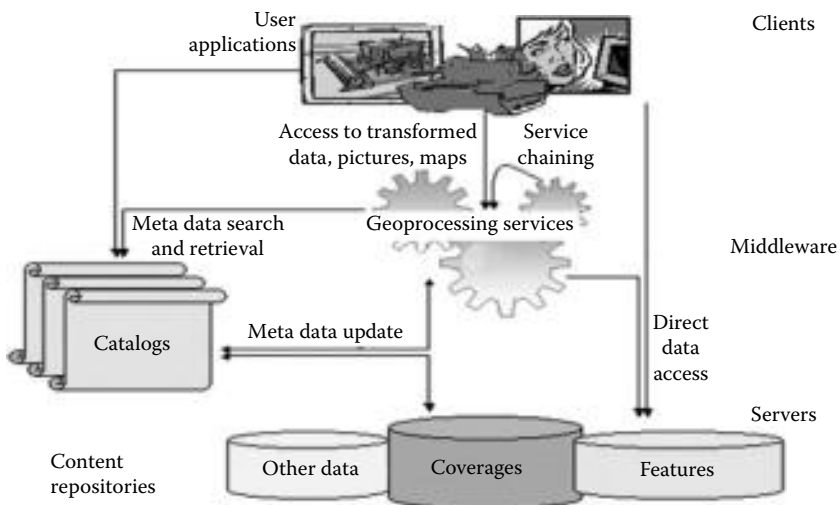 User
applications
Clients
Access to transformed
data, pictures, maps
Service
chaining
Meta data search
and retrieval
Geoprocessing services
Middleware
Catalogs
Meta data update
Direct
data
access
Servers
Content
repositories
Other data
Coverages
Features